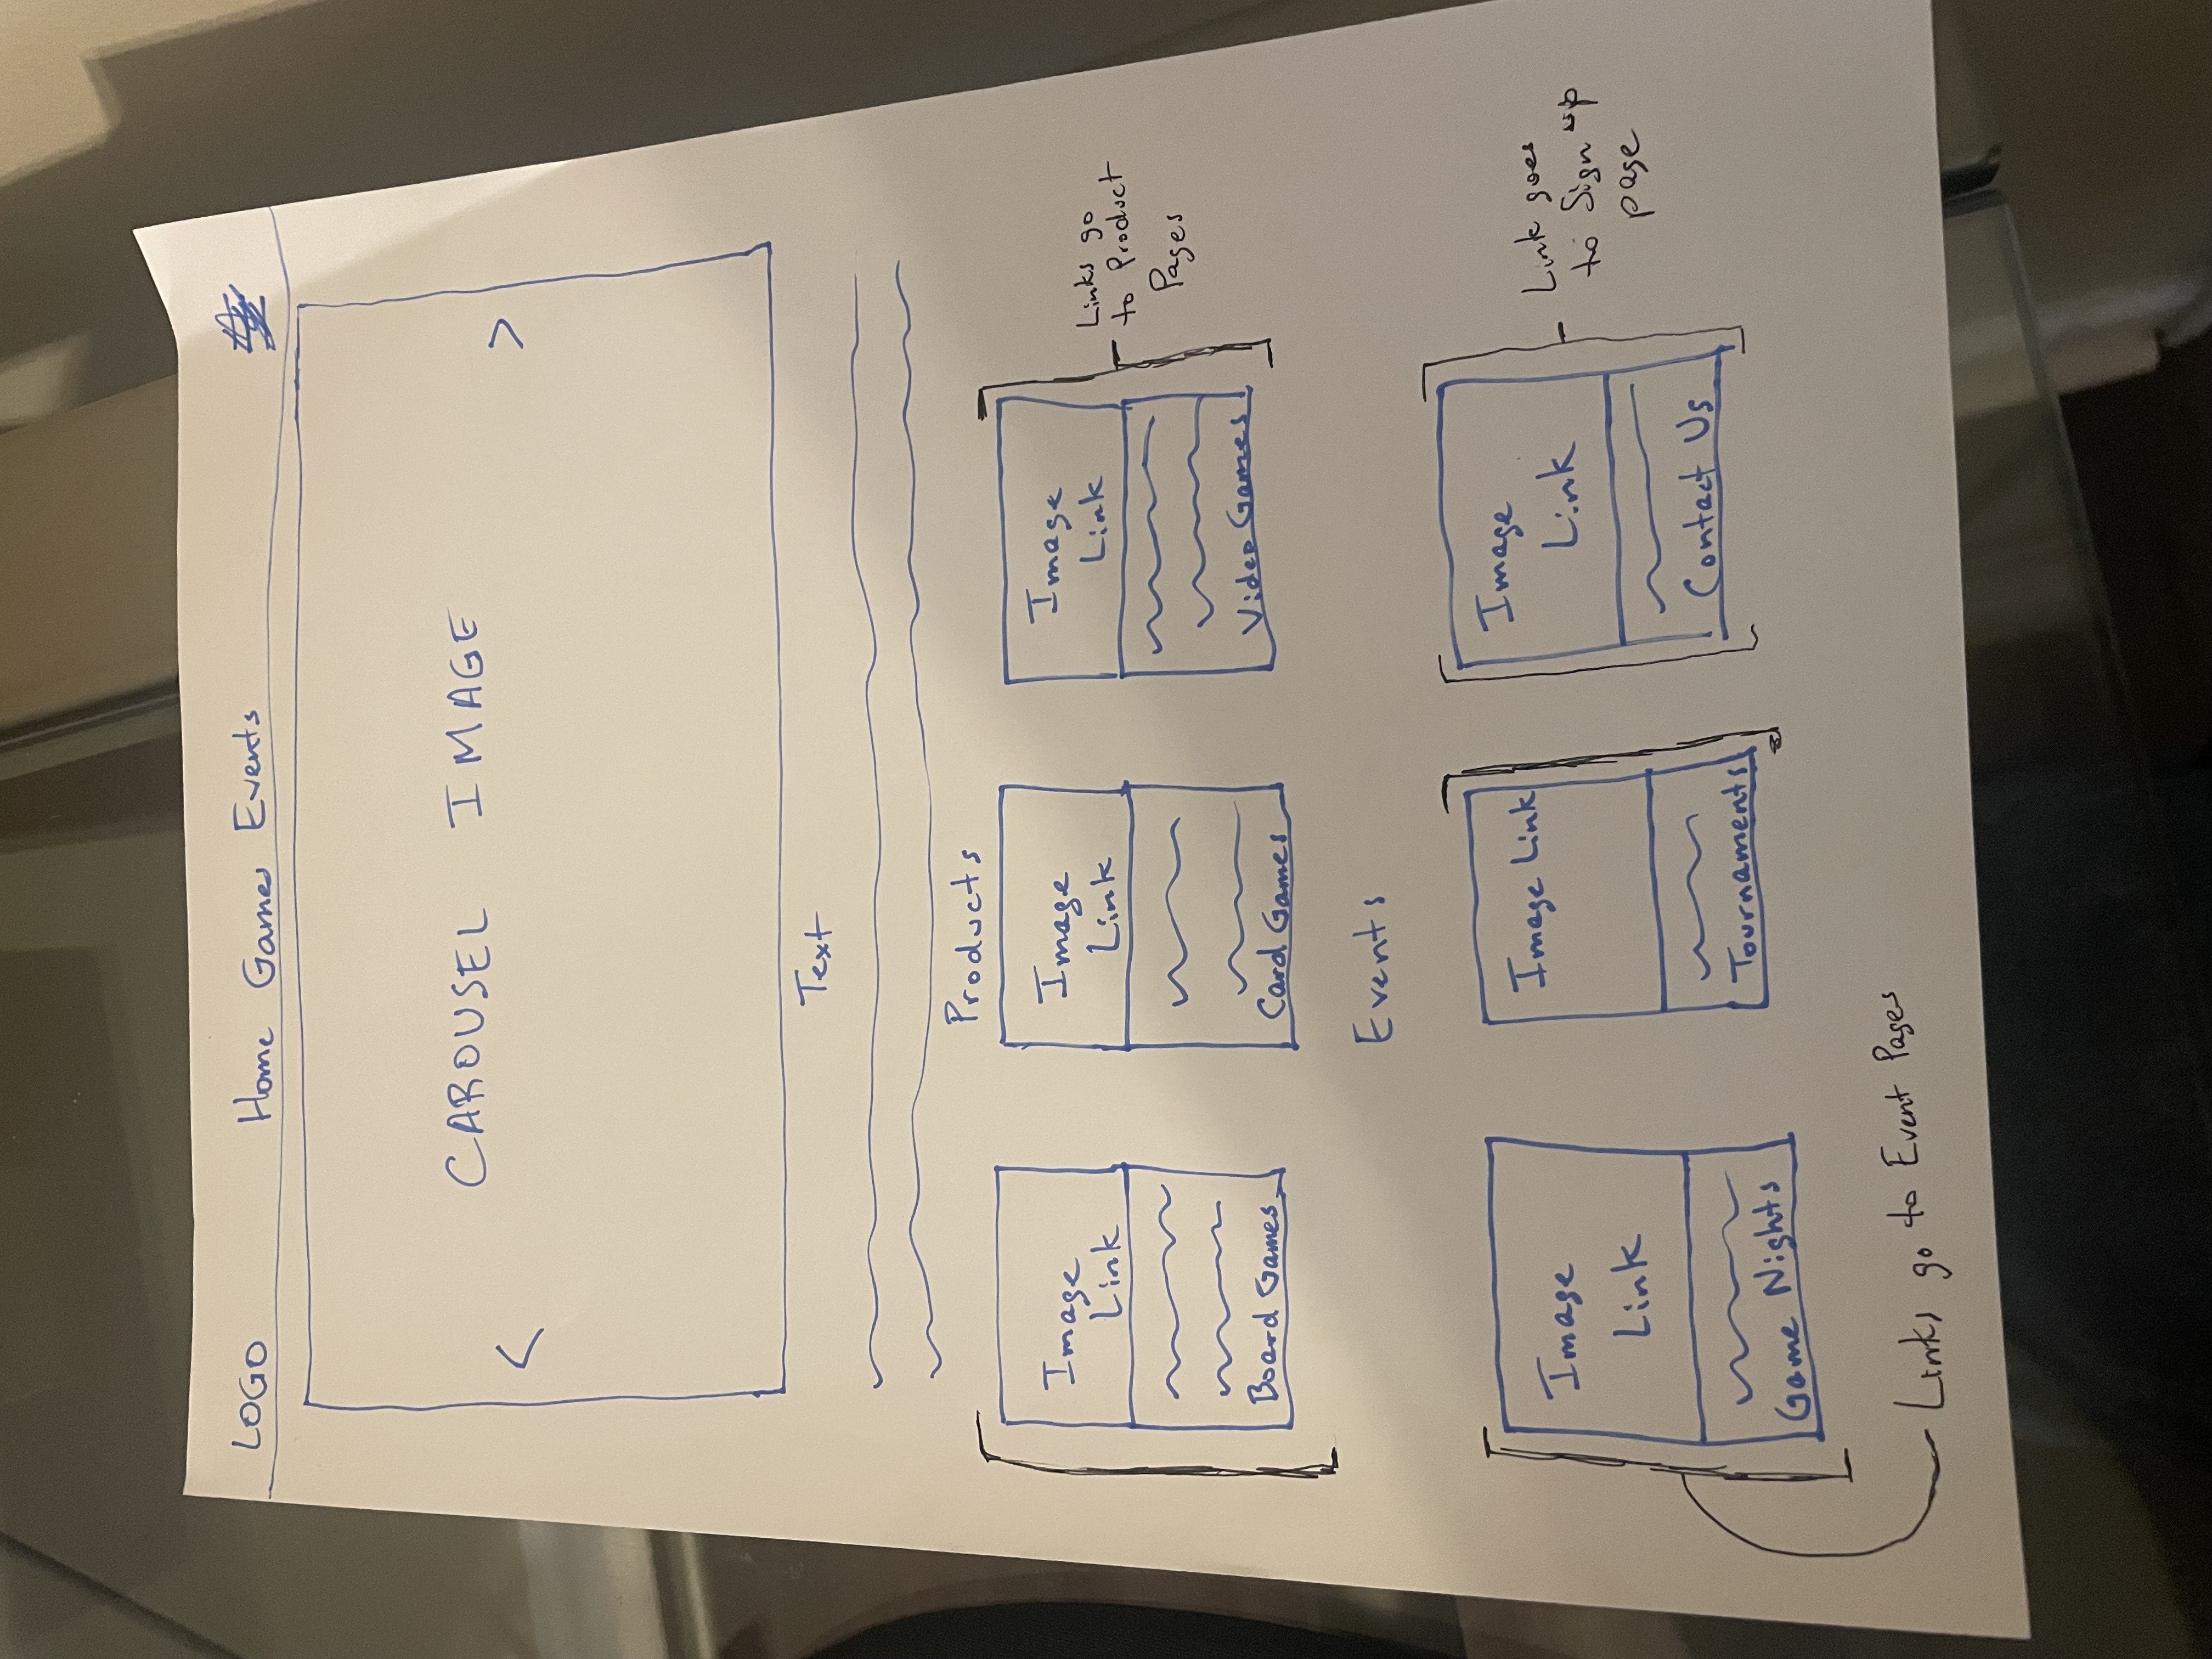 LOGO
Home Games Events
CAROUSEL IMAGE
< >
Text
Products
Image
Link
Board Games
Image
Link
Card Games
Image
Link
Video Games
Links go
to Product
Pages
Events
Image
Link
Game Nights
Image Link
Tournaments
Image
Link
Contact Us
Link goes
to Sign up
page
Links go to Event Pages